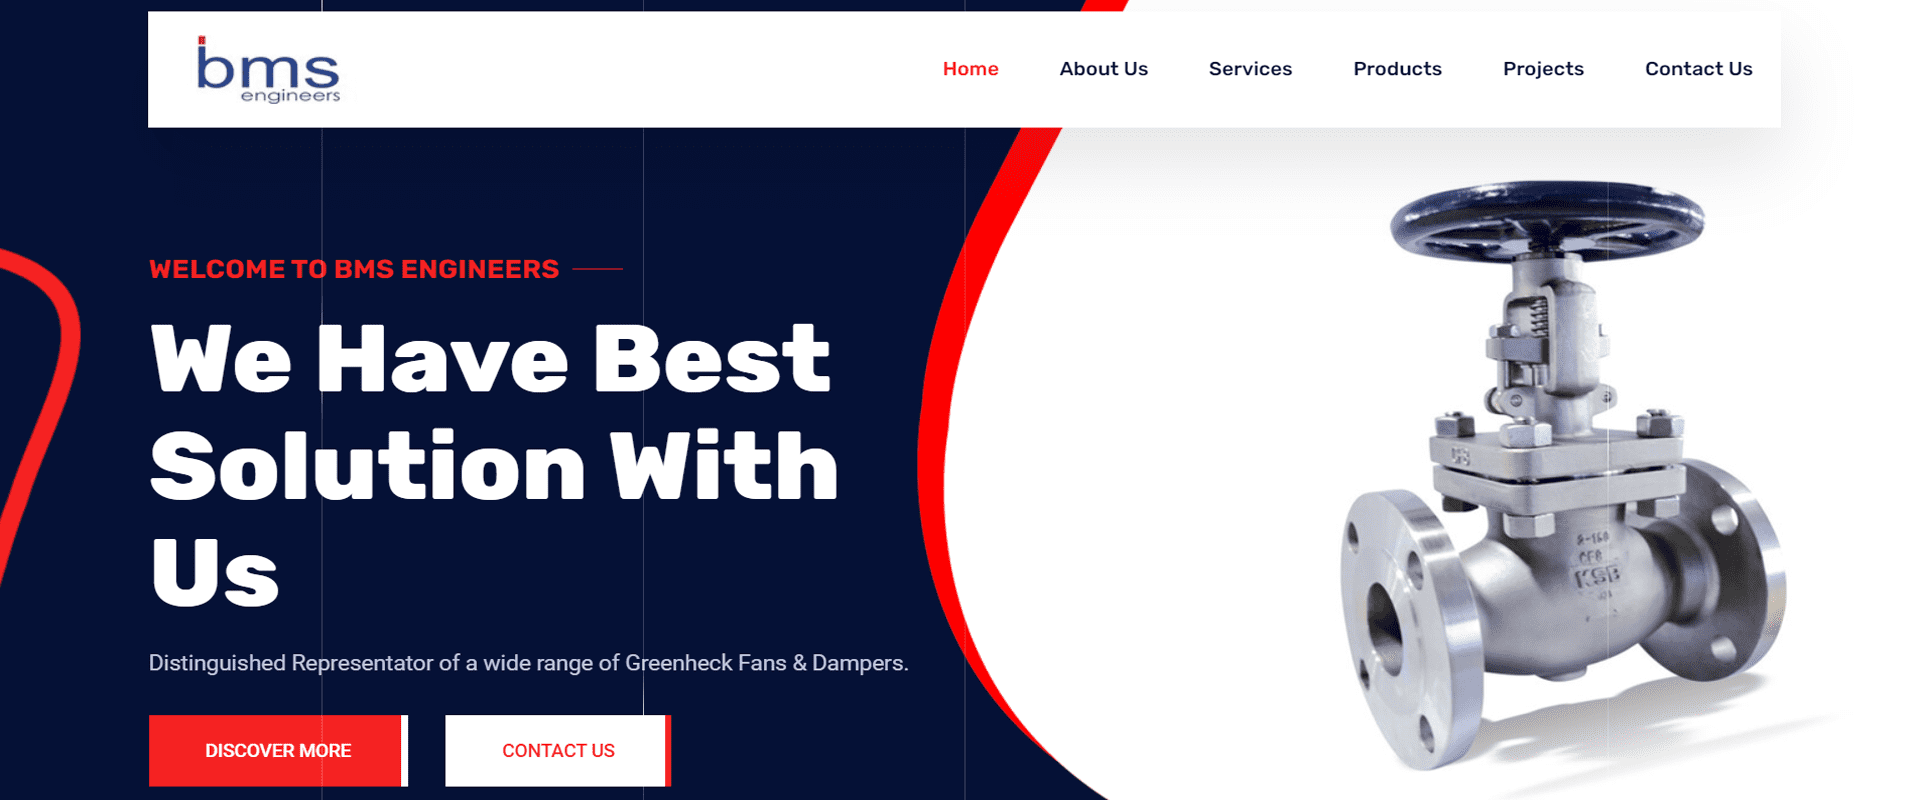 bms
engineers
Home About Us Services Products Projects Contact Us
WELCOME TO BMS ENGINEERS
We Have Best
Solution With
Us
Distinguished Representator of a wide range of Greenheck Fans & Dampers.
DISCOVER MORE CONTACT US
KSB